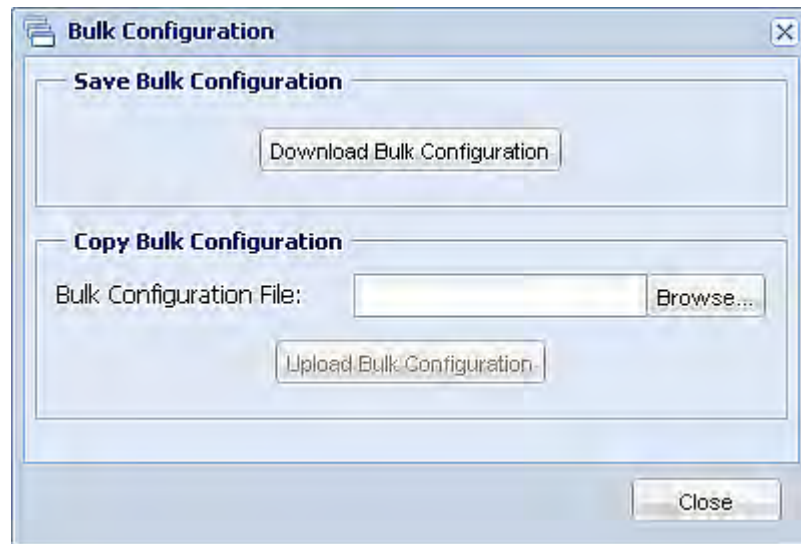 Bulk Configuration
Save Bulk Configuration
Download Bulk Configuration
Copy Bulk Configuration
Bulk Configuration File: Browse...
Upload Bulk Configuration
Close